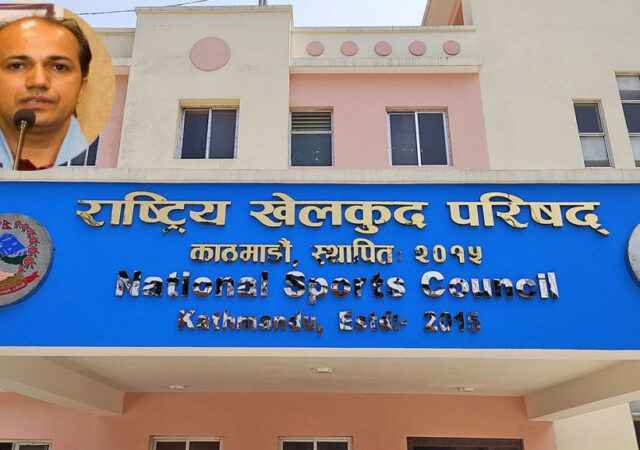 राष्ट्रिय खेलकुद परिषद्
काठमाडौं, स्थापितः २०१५
National Sports Council
Kathmandu, Estd:- 2015